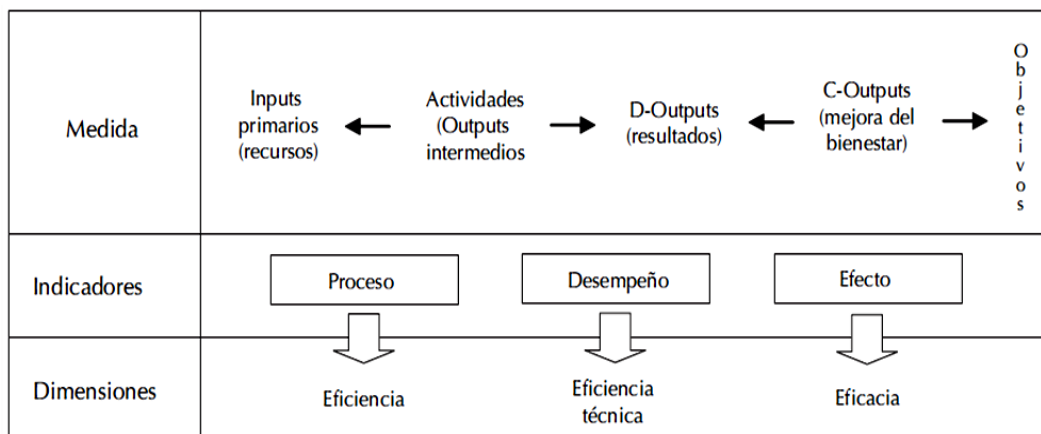 Medida
Inputs
primarios
(recursos)
Actividades
(Outputs
intermedios
D-Outputs
(resultados)
C-Outputs
(mejora del
bienestar)
Objetivos
Indicadores
Proceso
Desempeño
Efecto
Dimensiones
Eficiencia
Eficiencia
técnica
Eficacia